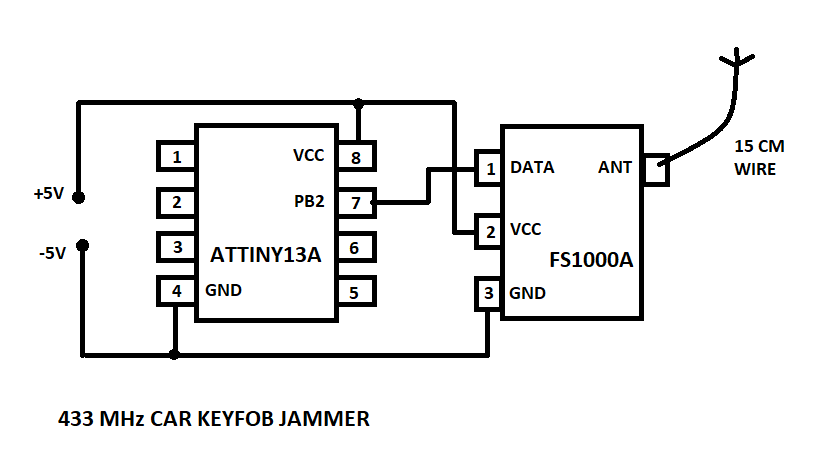 +5V
-5V
1
2
3
4
VCC
PB2
ATTINY13A
GND
8
7
6
5
1
2
3
DATA
VCC
GND
ANT
FS1000A
15 CM
WIRE
433 MHz CAR KEYFOB JAMMER